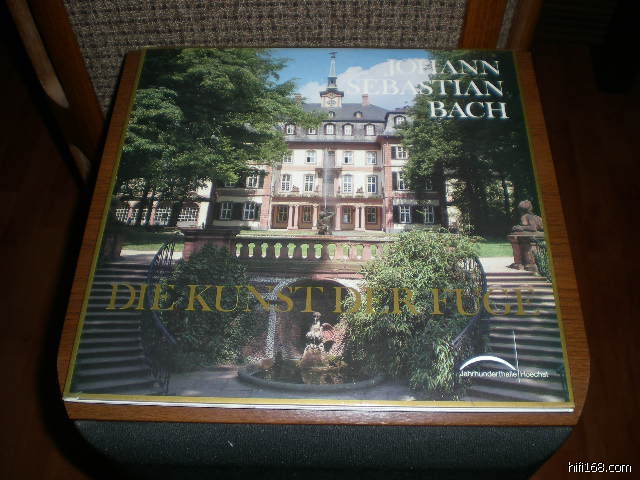 JOHANN
SEBASTIAN
BACH
DIE KUNST DER FUGE
Jahrhunderthalle Hoechst
hifi168.com